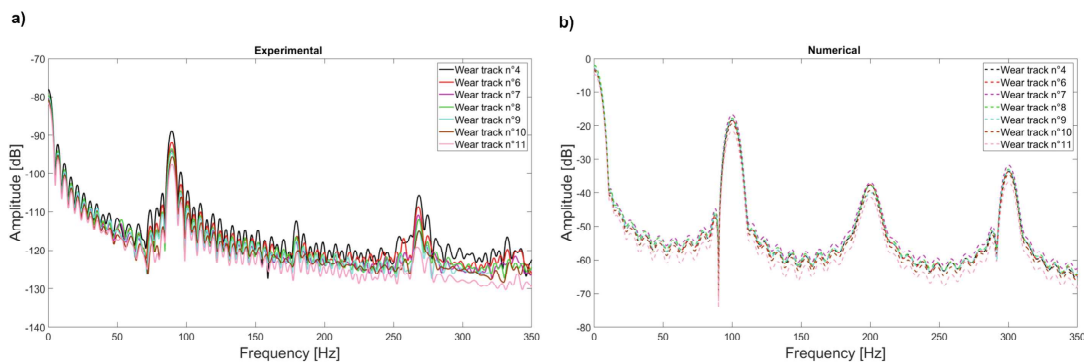 a)
Experimental
-70
-80
-90
-100
-110
-120
-130
-140
Amplitude [dB]
0 50 100 150 200 250 300 350
Frequency [Hz]
Wear track n°4
Wear track n°6
Wear track n°7
Wear track n°8
Wear track n°9
Wear track n°10
Wear track n°11
b)
Numerical
0
-10
-20
-30
-40
-50
-60
-70
-80
Amplitude [dB]
0 50 100 150 200 250 300 350
Frequency [Hz]
Wear track n°4
Wear track n°6
Wear track n°7
Wear track n°8
Wear track n°9
Wear track n°10
Wear track n°11